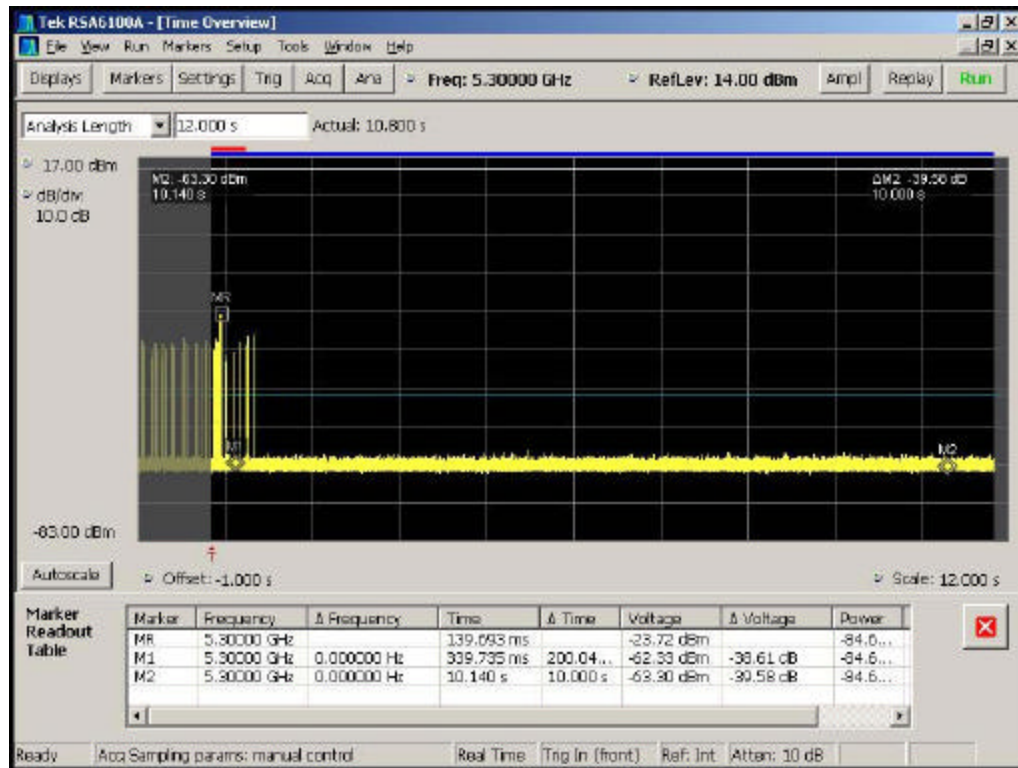 Tek RSA6100A - [Time Overview]
File View Run Markers Setup Tools Window Help
Displays Markers Settings Trig Acq Ana Freq: 5.30000 GHz RefLev: 14.00 dBm Ampl Replay Run
Analysis Length 12.000 s Actual: 10.800 s
17.00 dBm
dB/div:
10.0 dB
M2: -63.30 dBm
10.140 s
ΔM2 -39.58 dB
10.000 s
MR
M1
M2
-83.00 dBm
Autoscale Offset: -1.000 s Scale: 12.000 s
Marker Readout Table
Marker Frequency Δ Frequency Time Δ Time Voltage Δ Voltage Power
MR 5.30000 GHz 139.693 ms -23.72 dBm -84.6...
M1 5.30000 GHz 0.000000 Hz 339.735 ms 200.04... -62.33 dBm -38.61 dB -84.6...
M2 5.30000 GHz 0.000000 Hz 10.140 s 10.000 s -63.30 dBm -39.58 dB -84.6...
Ready Acq Sampling params: manual control Real Time Trig In (front) Ref: Int Atten: 10 dB